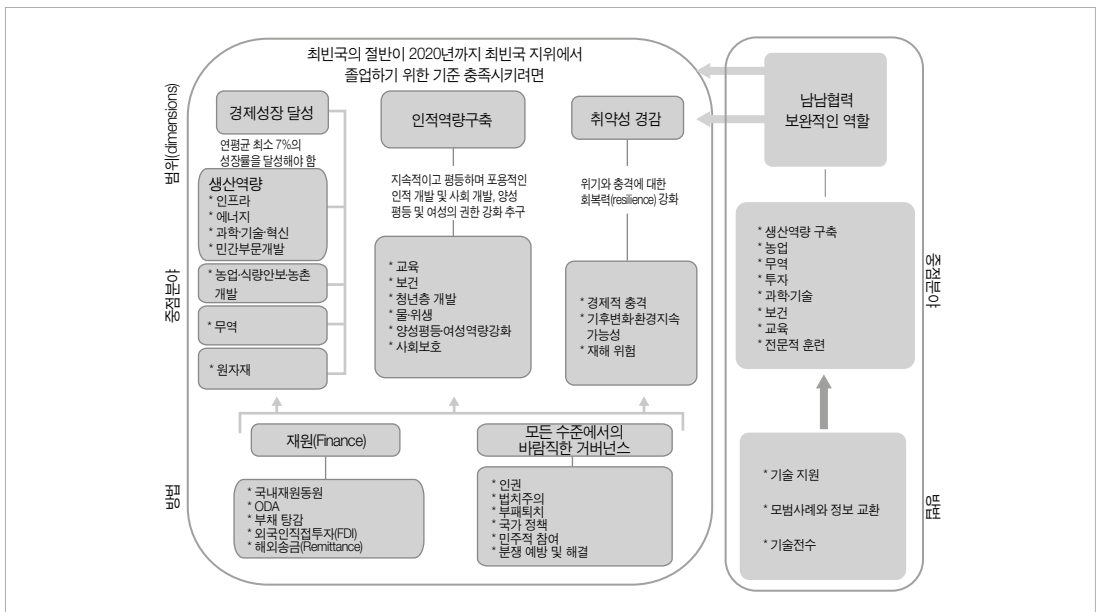 최빈국의 절반이 2020년까지 최빈국 지위에서
졸업하기 위한 기준 충족시키려면
범위(dimensions)
경제성장 달성
연평균 최소 7%의
성장률을 달성해야 함
생산역량
* 인프라
* 에너지
* 과학·기술·혁신
* 민간부문개발
중점분야
* 농업·식량안보·농촌
개발
* 무역
* 원자재
인적역량구축
지속적이고 평등하며 포용적인
인적 개발 및 사회 개발, 양성
평등 및 여성의 권한 강화 추구
* 교육
* 보건
* 청년층 개발
* 물·위생
* 양성평등·여성역량강화
* 사회보호
취약성 경감
위기와 충격에 대한
회복력(resilience) 강화
* 경제적 충격
* 기후변화·환경지속
가능성
* 재해 위험
방법
재원(Finance)
* 국내재원동원
* ODA
* 부채 탕감
* 외국인직접투자(FDI)
* 해외송금(Remittance)
모든 수준에서의
바람직한 거버넌스
* 인권
* 법치주의
* 부패퇴치
* 국가 정책
* 민주적 참여
* 분쟁 예방 및 해결
남남협력
보완적인 역할
* 생산역량 구축
* 농업
* 무역
* 투자
* 과학·기술
* 보건
* 교육
* 전문적 훈련
중점분야
* 기술 지원
* 모범사례와 정보 교환
* 기술전수
방법